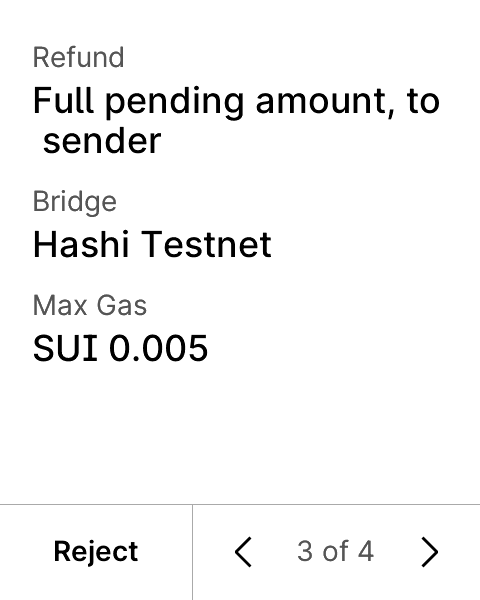 Refund
Full pending amount, to
sender
Bridge
Hashi Testnet
Max Gas
SUI 0.005
Reject
3 of 4